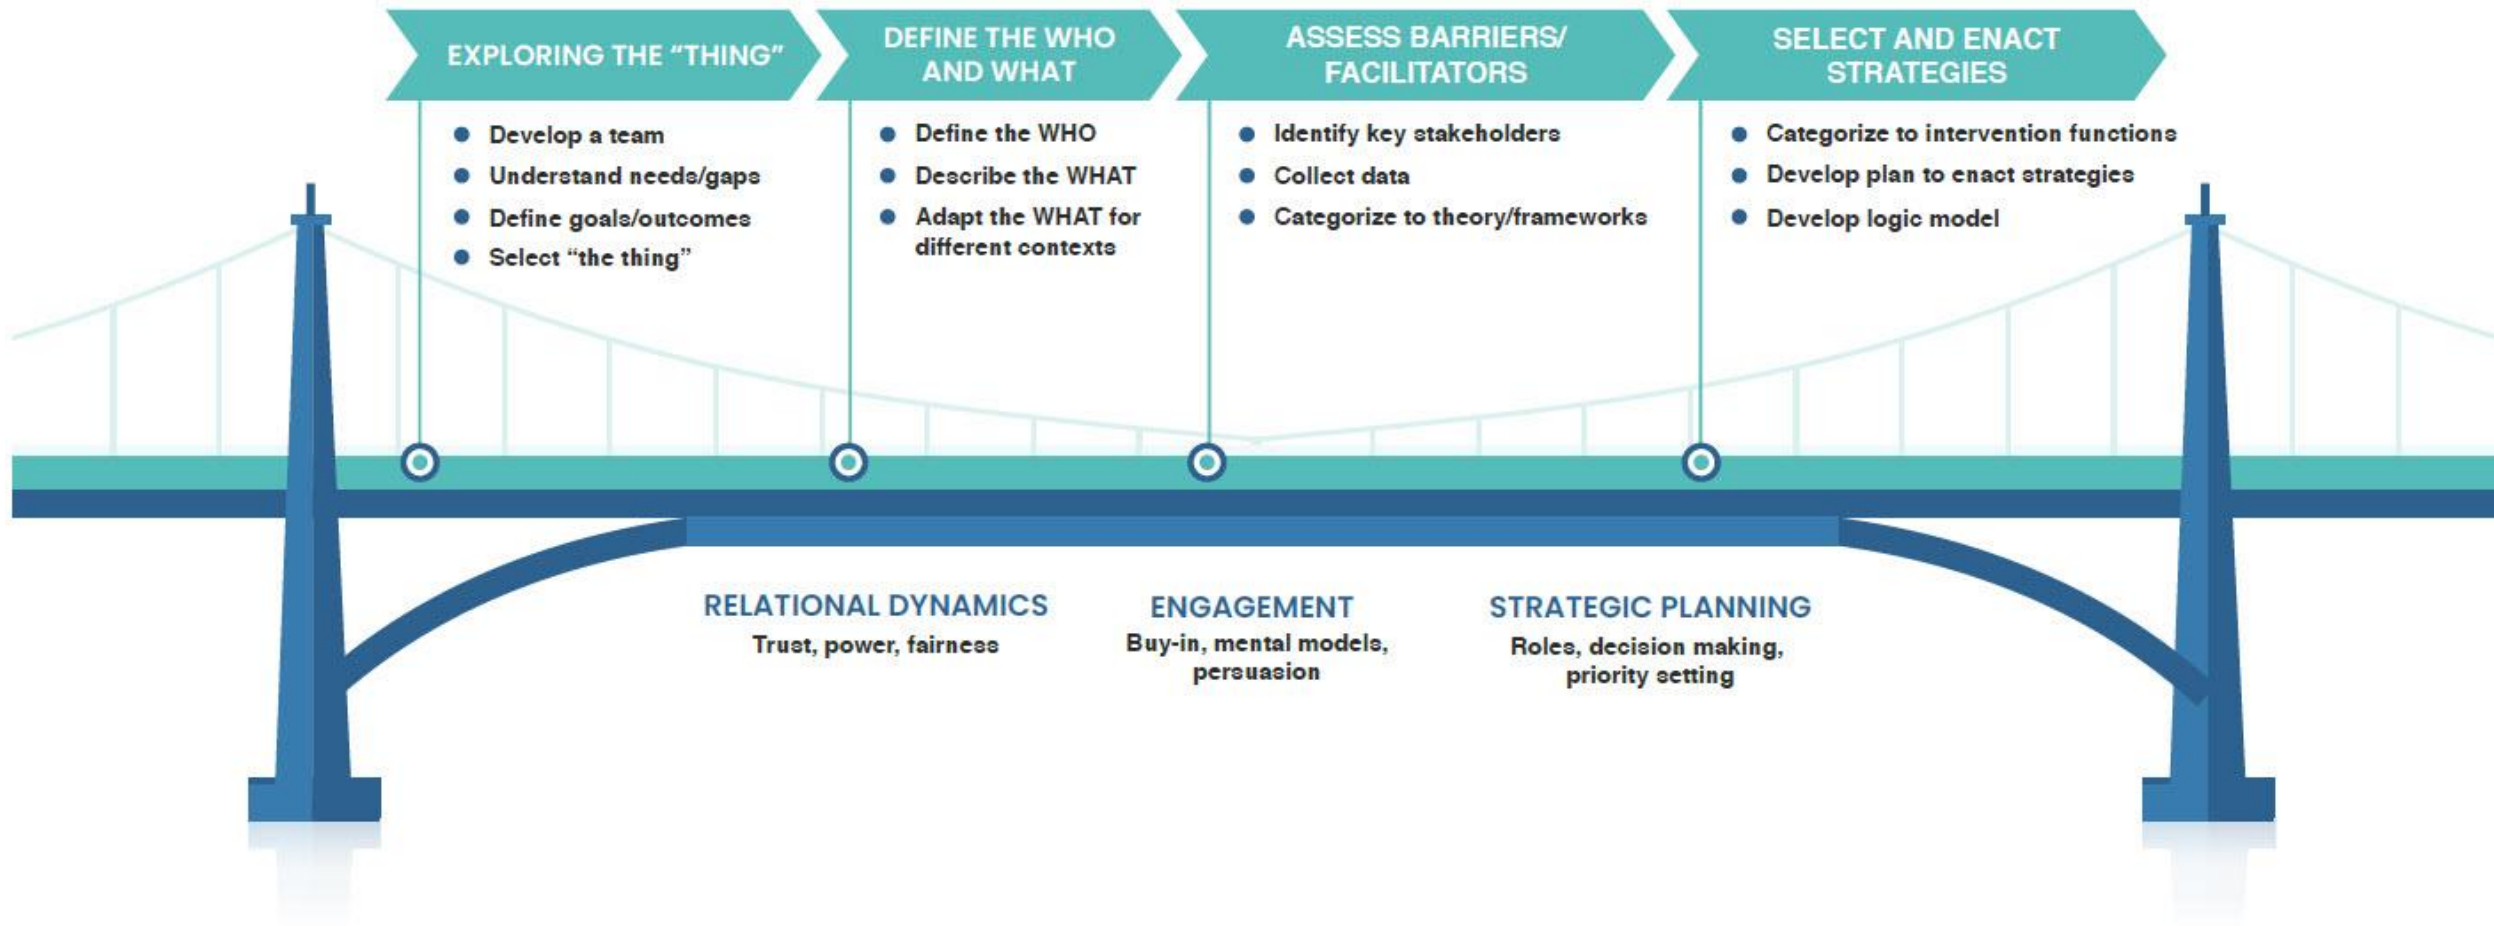 EXPLORING THE “THING”
Develop a team
Understand needs/gaps
Define goals/outcomes
Select “the thing”
DEFINE THE WHO
AND WHAT
Define the WHO
Describe the WHAT
Adapt the WHAT for
different contexts
ASSESS BARRIERS/
FACILITATORS
Identify key stakeholders
Collect data
Categorize to theory/frameworks
SELECT AND ENACT
STRATEGIES
Categorize to intervention functions
Develop plan to enact strategies
Develop logic model
RELATIONAL DYNAMICS
Trust, power, fairness
ENGAGEMENT
Buy-in, mental models,
persuasion
STRATEGIC PLANNING
Roles, decision making,
priority setting